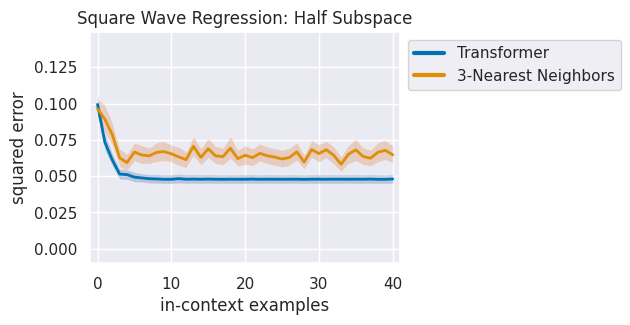 Square Wave Regression: Half Subspace
Transformer
3-Nearest Neighbors
squared error
0.125
0.100
0.075
0.050
0.025
0.000
0 10 20 30 40
in-context examples